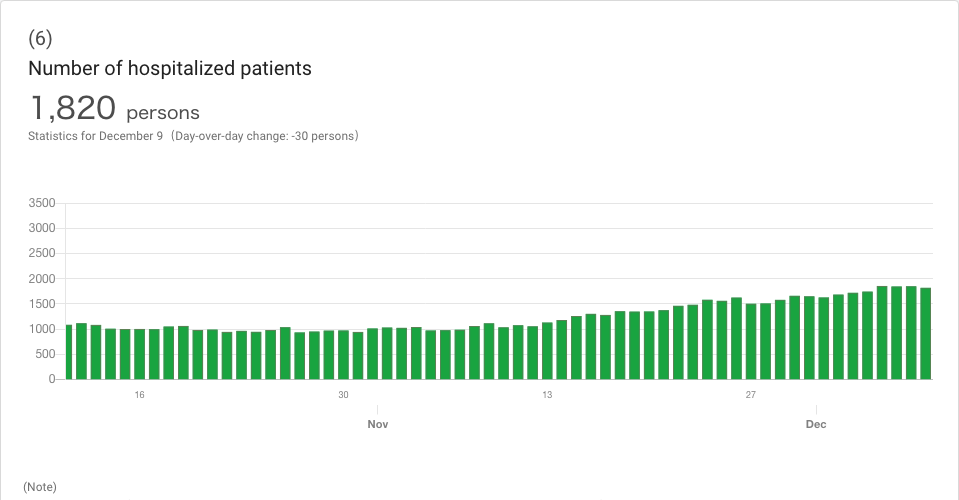 (6)
Number of hospitalized patients
1,820 persons
Statistics for December 9（Day-over-day change: -30 persons）
3500
3000
2500
2000
1500
1000
500
0
16 30 13 27
Nov Dec
(Note)